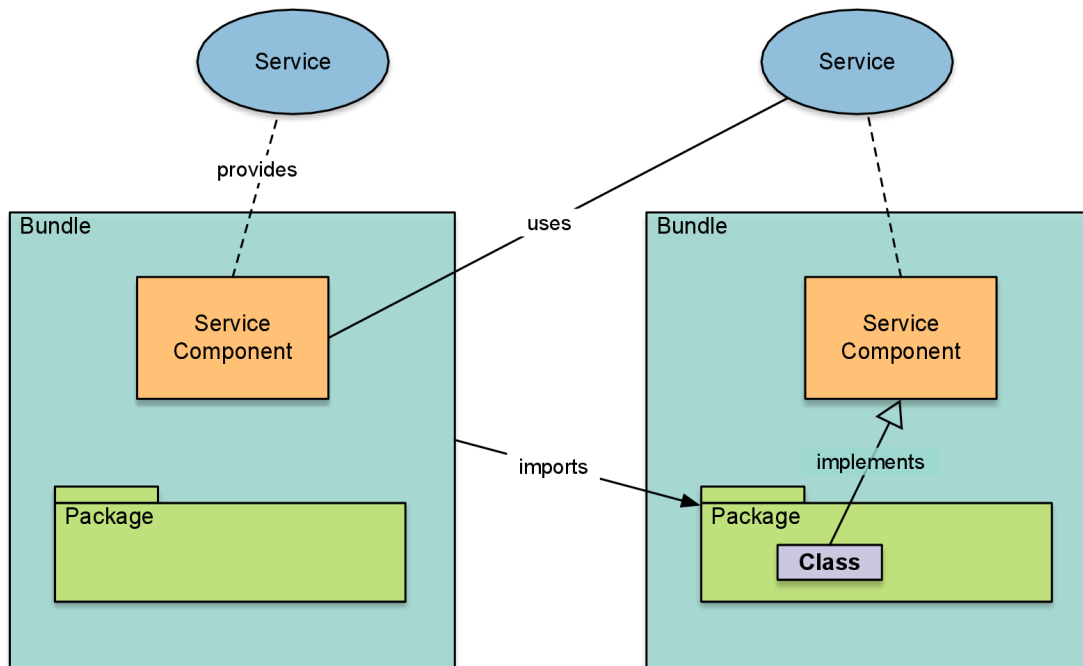 Service
Service
provides
uses
Bundle
Bundle
Service
Component
Service
Component
imports
implements
Package
Package
Class